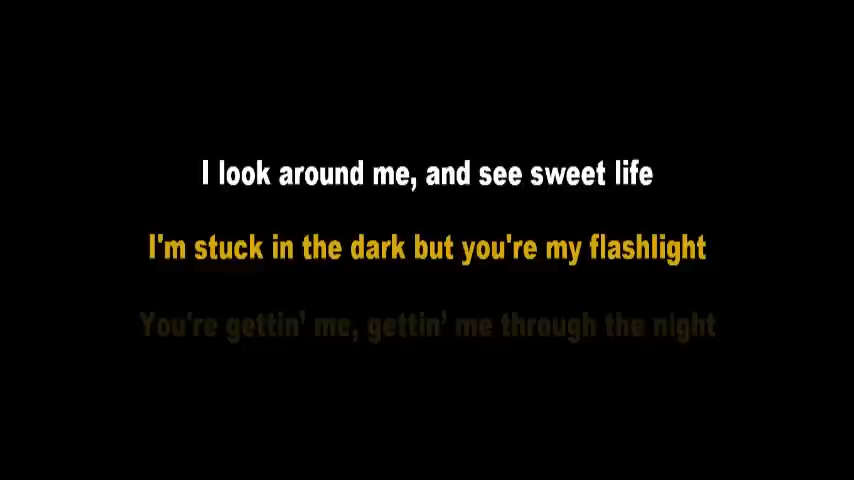 I look around me, and see sweet life
I'm stuck in the dark but you're my flashlight
You're gettin’ me, gettin’ me through the night